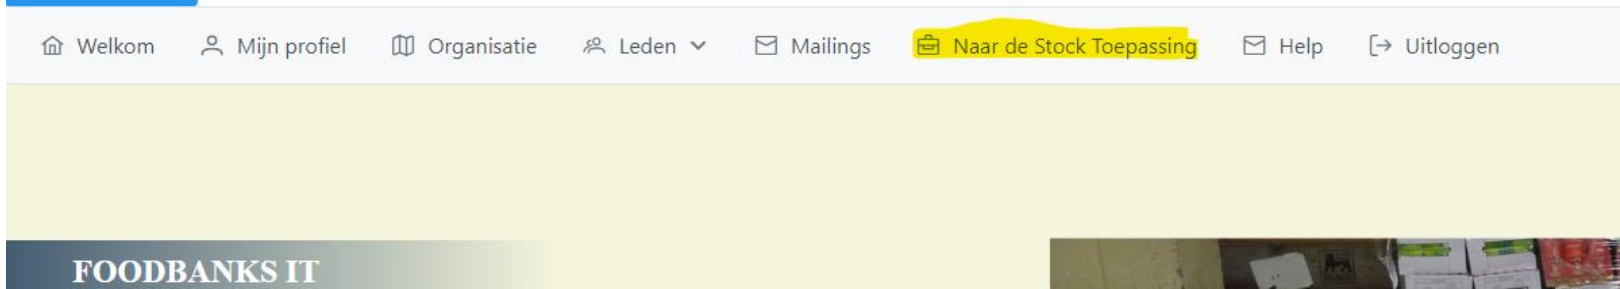 Welkom Mijn profiel Organisatie Leden Mailings Naar de Stock Toepassing Help Uitloggen
FOODBANKS IT